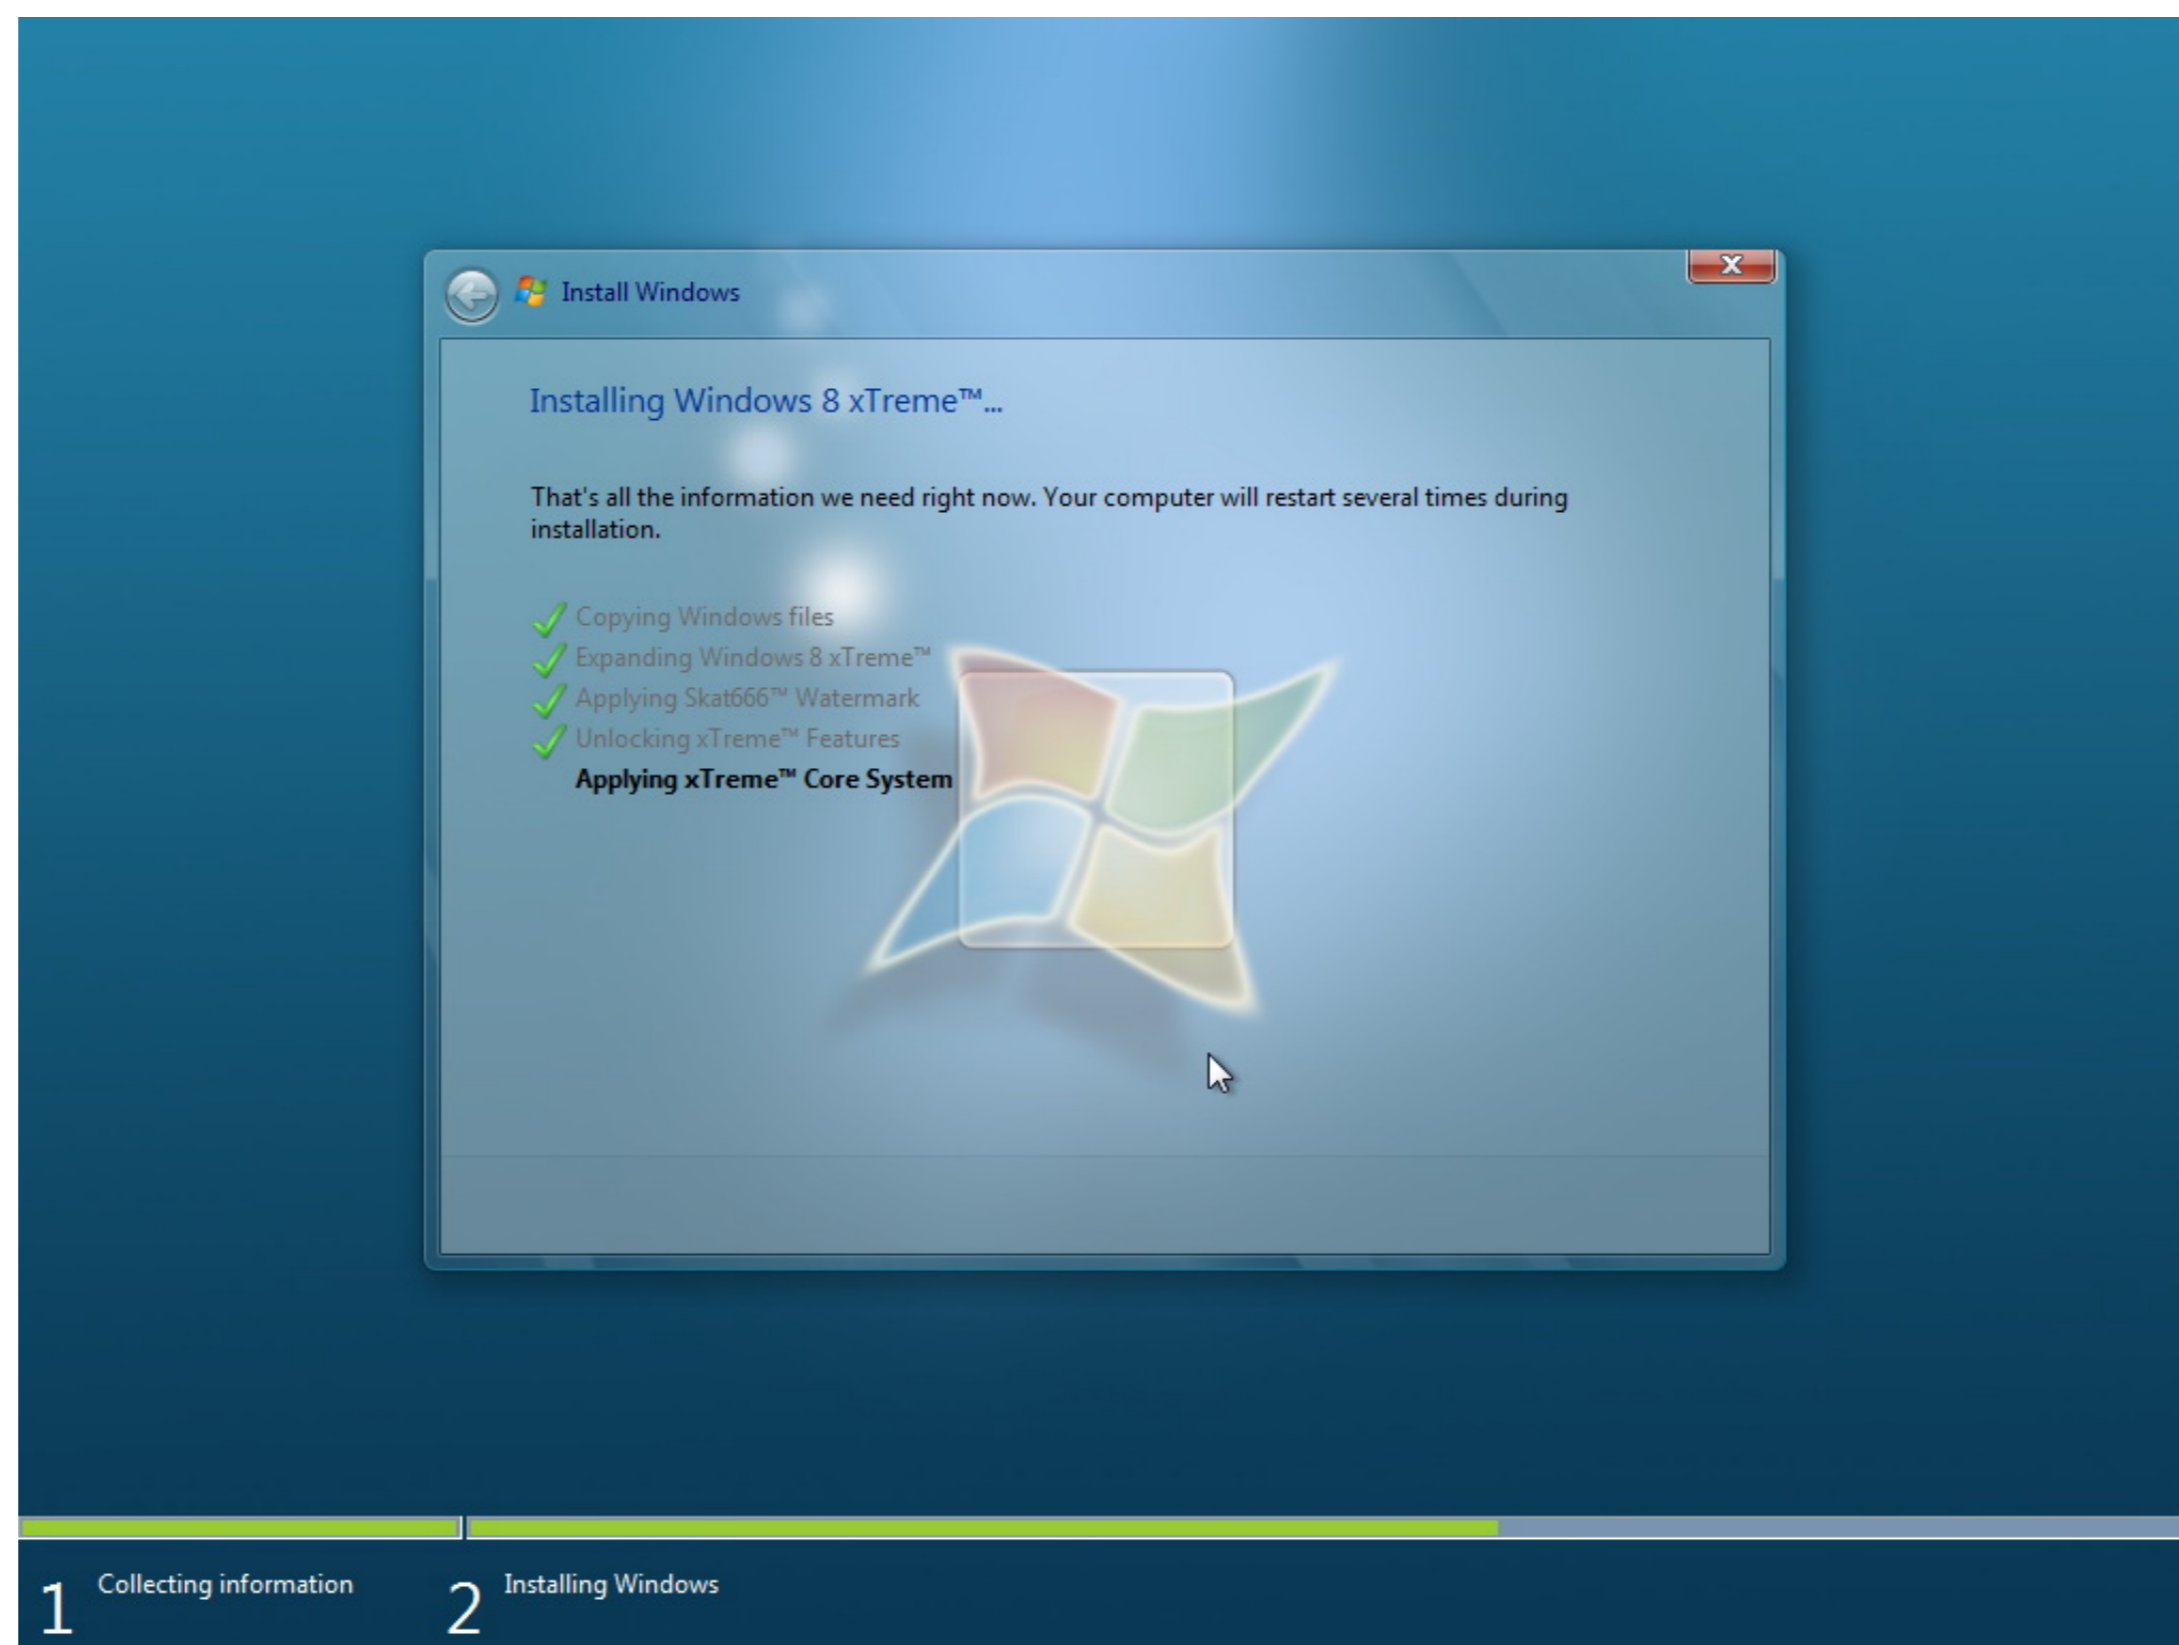 Install Windows
Installing Windows 8 xTreme™...
That's all the information we need right now. Your computer will restart several times during
installation.
Copying Windows files
Expanding Windows 8 xTreme™
Applying Skat666™ Watermark
Unlocking xTreme™ Features
Applying xTreme™ Core System
1 Collecting information
2 Installing Windows